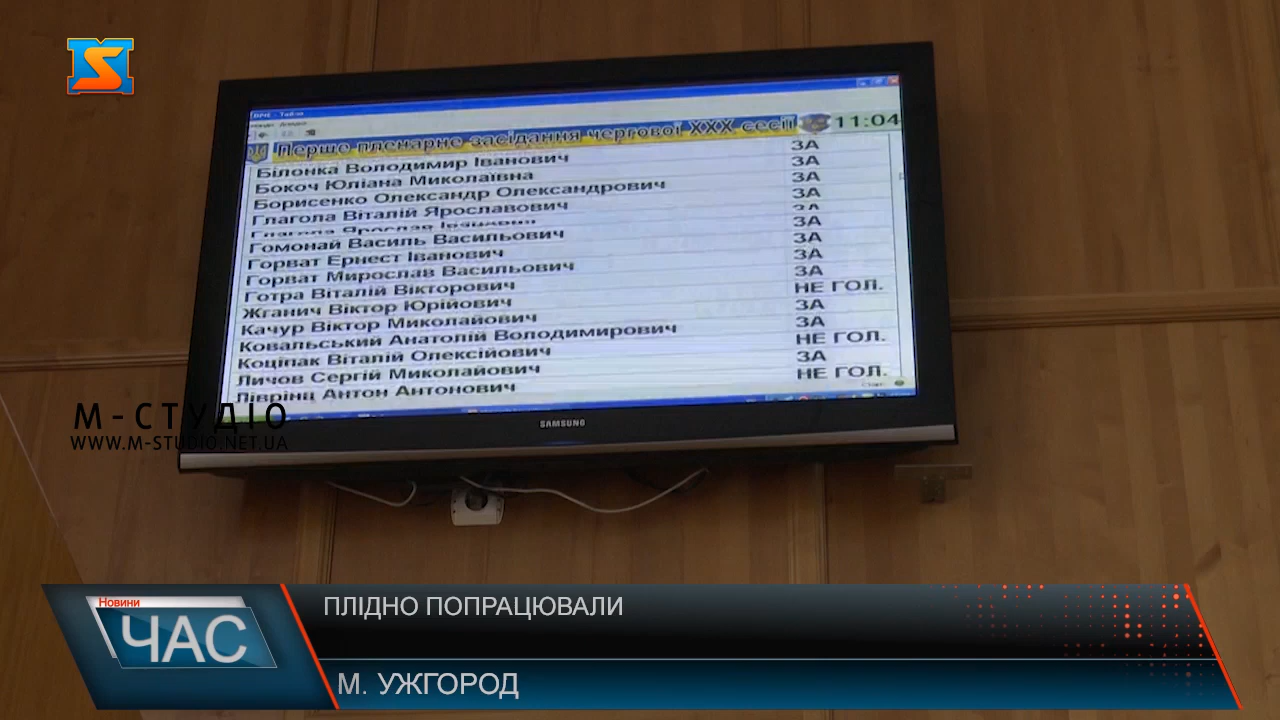 Перше пленарне засідання чергової XXX сесії 11:04
Білонка Володимир Іванович ЗА
Бокоч Юліана Миколаївна ЗА
Борисенко Олександр Олександрович ЗА
Глагола Віталій Ярославович ЗА
Глагола Ярослав Іванович ЗА
Гомонай Василь Васильович ЗА
Горват Ернест Іванович ЗА
Горват Мирослав Васильович ЗА
Готра Віталій Вікторович ЗА
Жганич Віктор Юрійович НЕ ГОЛ.
Качур Віктор Миколайович ЗА
Ковальський Анатолій Володимирович ЗА
Коціпак Віталій Олексійович НЕ ГОЛ.
Личов Сергій Миколайович ЗА
Ліврінц Антон Антонович НЕ ГОЛ.
SAMSUNG
М-СТУДІО
WWW.M-STUDIO.NET.UA
Новини
ЧАС
ПЛІДНО ПОПРАЦЮВАЛИ
М. УЖГОРОД